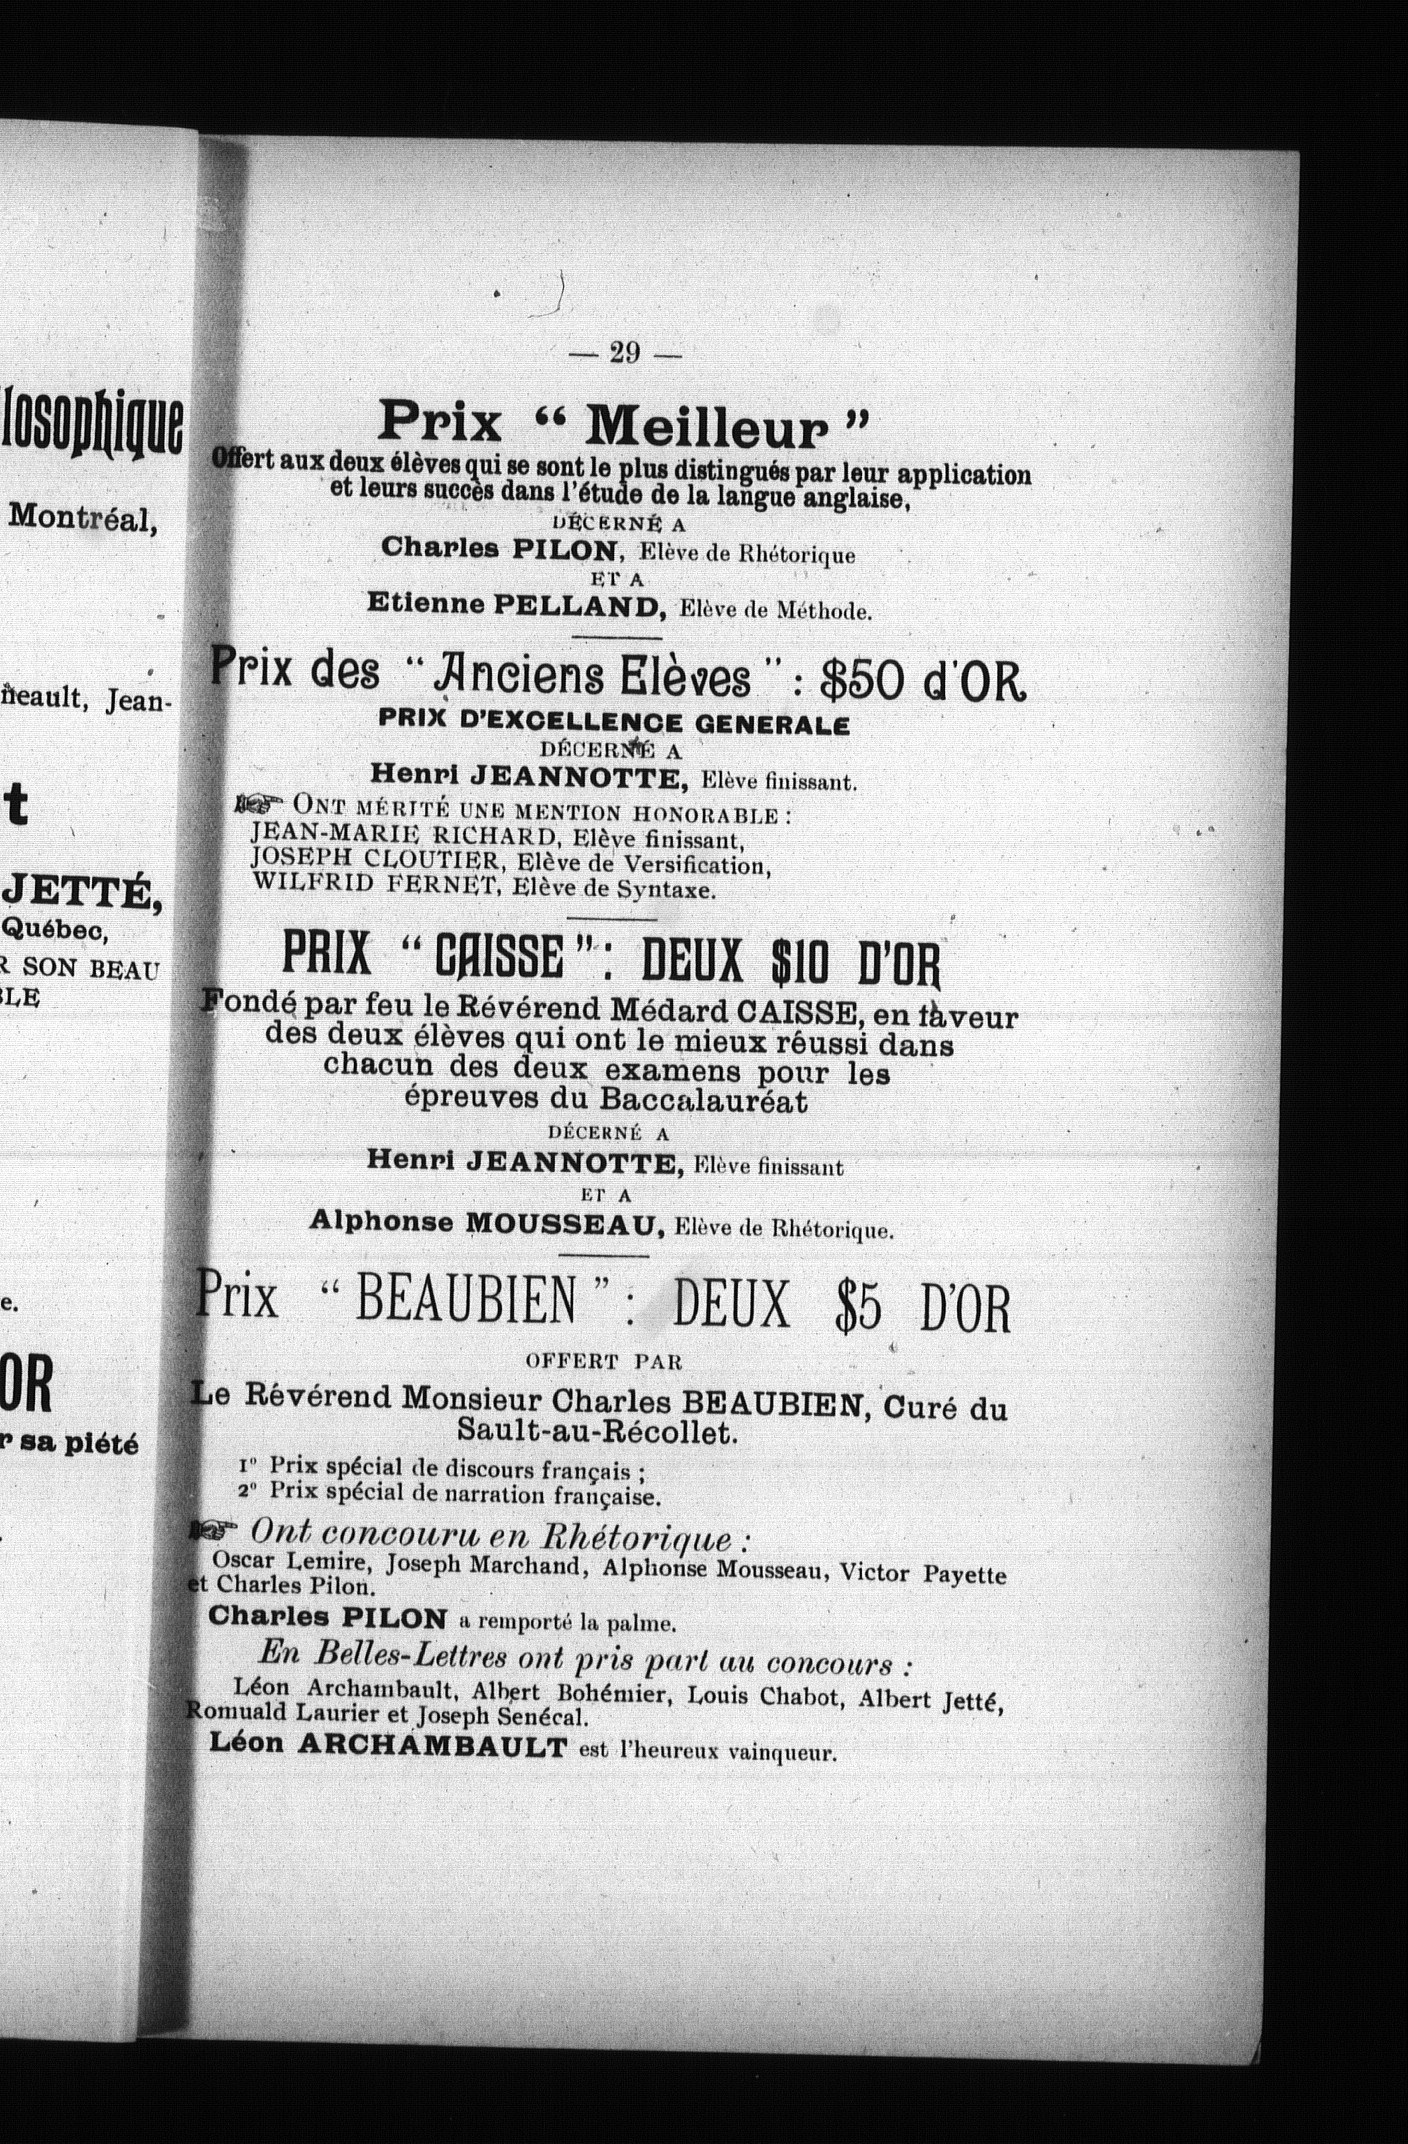 losophique
Montréal,
neault, Jean-
t
JETTÉ,
Québec,
R SON BEAU
BLE
e.
OR
r sa piété
— 29 —
Prix “ Meilleur ”
Offert aux deux élèves qui se sont le plus distingués par leur application
et leurs succès dans l'étude de la langue anglaise,
DÉCERNÉ A
Charles PILON, Elève de Rhétorique
ET A
Etienne PELLAND, Elève de Méthode.
Prix des “ Anciens Elèves ” : $50 d'OR
PRIX D'EXCELLENCE GENERALE
DÉCERNÉ A
Henri JEANNOTTE, Elève finissant.
☞ ONT MÉRITÉ UNE MENTION HONORABLE :
JEAN-MARIE RICHARD, Elève finissant,
JOSEPH CLOUTIER, Elève de Versification,
WILFRID FERNET, Elève de Syntaxe.
PRIX “ CAISSE ” : DEUX $10 D'OR
Fondé par feu le Révérend Médard CAISSE, en faveur
des deux élèves qui ont le mieux réussi dans
chacun des deux examens pour les
épreuves du Baccalauréat
DÉCERNÉ A
Henri JEANNOTTE, Elève finissant
ET A
Alphonse MOUSSEAU, Elève de Rhétorique.
Prix “ BEAUBIEN ” : DEUX $5 D'OR
OFFERT PAR
Le Révérend Monsieur Charles BEAUBIEN, Curé du
Sault-au-Récollet.
1º Prix spécial de discours français ;
2º Prix spécial de narration française.
☞ Ont concouru en Rhétorique :
Oscar Lemire, Joseph Marchand, Alphonse Mousseau, Victor Payette
et Charles Pilon.
Charles PILON a remporté la palme.
En Belles-Lettres ont pris part au concours :
Léon Archambault, Albert Bohémier, Louis Chabot, Albert Jetté,
Romuald Laurier et Joseph Senécal.
Léon ARCHAMBAULT est l'heureux vainqueur.